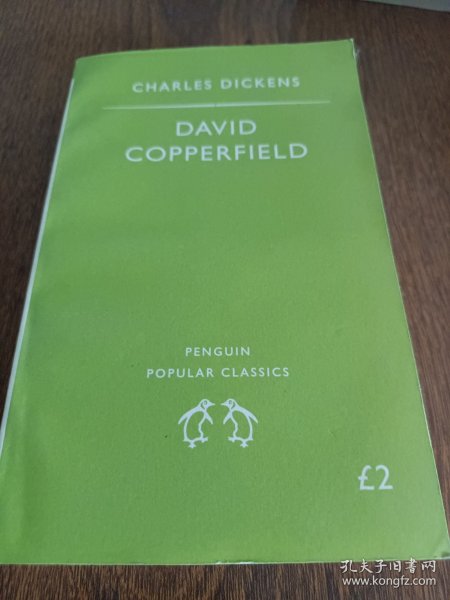 CHARLES DICKENS
DAVID
COPPERFIELD
PENGUIN
POPULAR CLASSICS
£2
孔夫子旧书网
www.kongfz.com